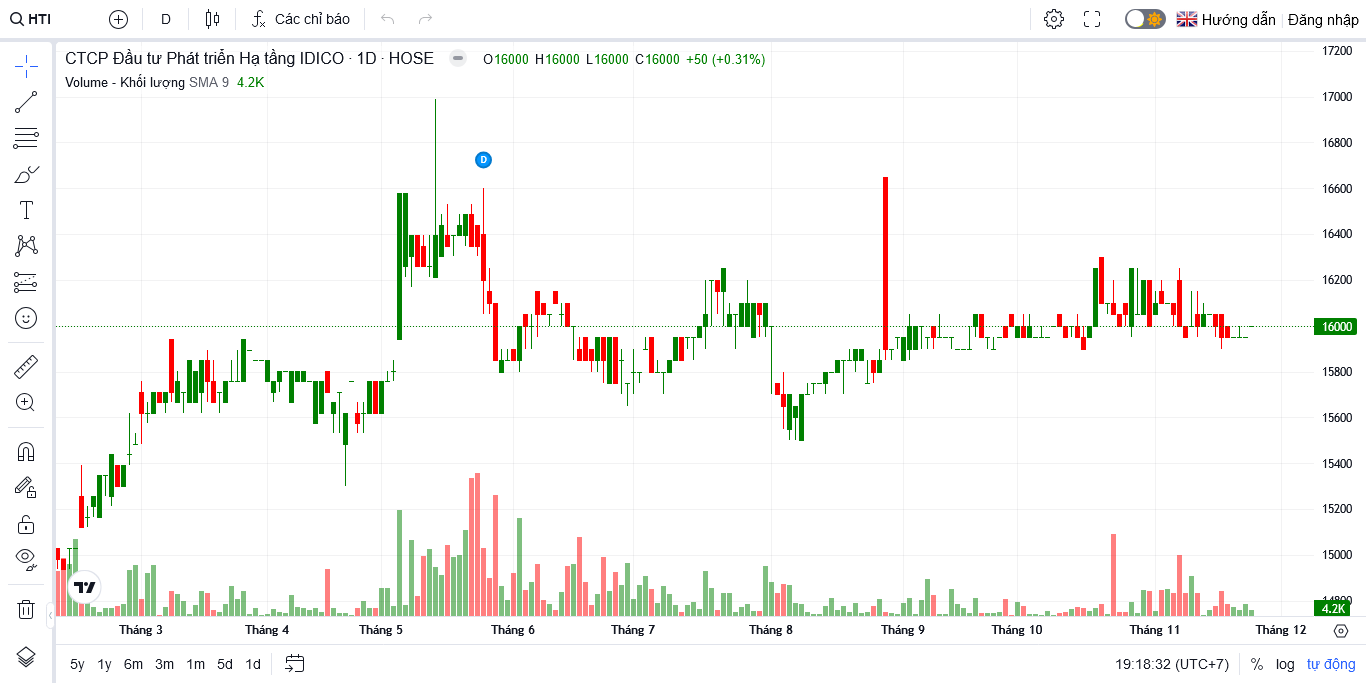 HTI D Các chỉ báo Hướng dẫn Đăng nhập
CTCP Đầu tư Phát triển Hạ tầng IDICO · 1D · HOSE O16000 H16000 L16000 C16000 +50 (+0.31%)
Volume - Khối lượng SMA 9 4.2K
D
17200
17000
16800
16600
16400
16200
16000
15800
15600
15400
15200
15000
14800
4.2K
Tháng 3 Tháng 4 Tháng 5 Tháng 6 Tháng 7 Tháng 8 Tháng 9 Tháng 10 Tháng 11 Tháng 12
5y 1y 6m 3m 1m 5d 1d 19:18:32 (UTC+7) % log tự động